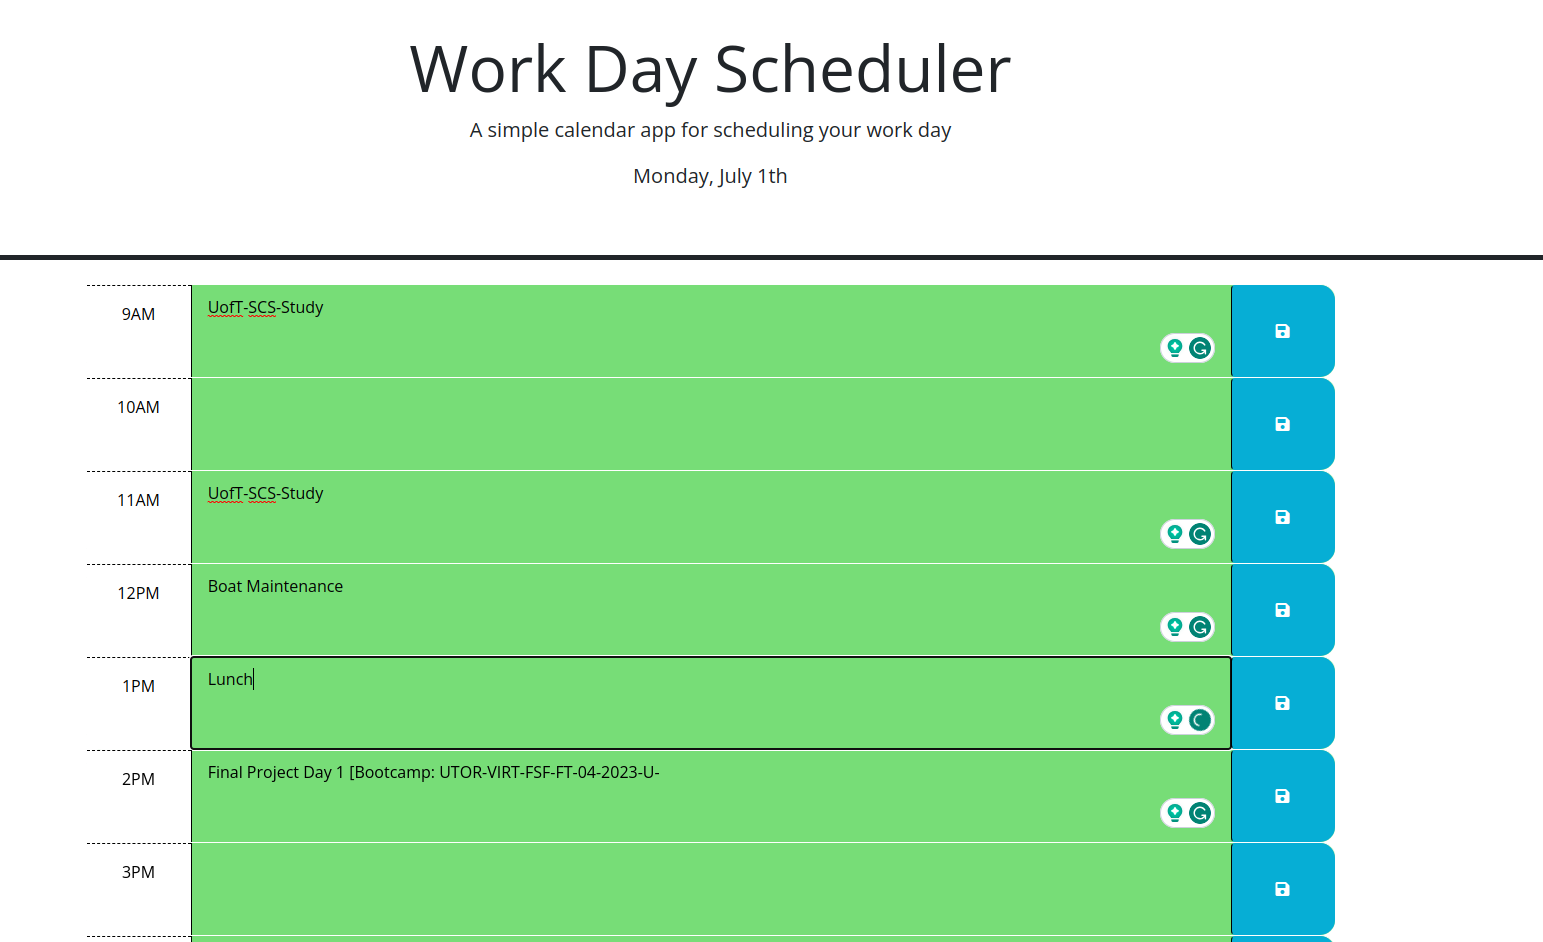 Work Day Scheduler
A simple calendar app for scheduling your work day
Monday, July 1th
9AM
UofT-SCS-Study
10AM
11AM
UofT-SCS-Study
12PM
Boat Maintenance
1PM
Lunch
2PM
Final Project Day 1 [Bootcamp: UTOR-VIRT-FSF-FT-04-2023-U-
3PM